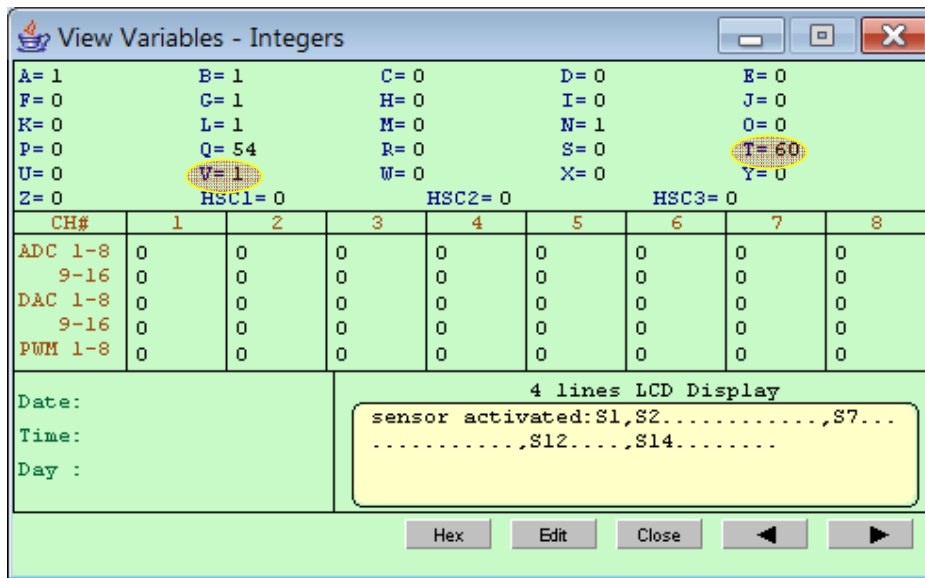 View Variables - Integers
A= 1 B= 1 C= 0 D= 0 E= 0
F= 0 G= 1 H= 0 I= 0 J= 0
K= 0 L= 1 M= 0 N= 1 O= 0
P= 0 Q= 54 R= 0 S= 0 T= 60
U= 0 V= 1 W= 0 X= 0 Y= 0
Z= 0 HSC1= 0 HSC2= 0 HSC3= 0
CH# 1 2 3 4 5 6 7 8
ADC 1-8 0 0 0 0 0 0 0 0
9-16 0 0 0 0 0 0 0 0
DAC 1-8 0 0 0 0 0 0 0 0
9-16 0 0 0 0 0 0 0 0
PWM 1-8 0 0 0 0 0 0 0 0
Date:
Time:
Day :
4 lines LCD Display
sensor activated:S1,S2............,S7...
............,S12....,S14........
Hex Edit Close